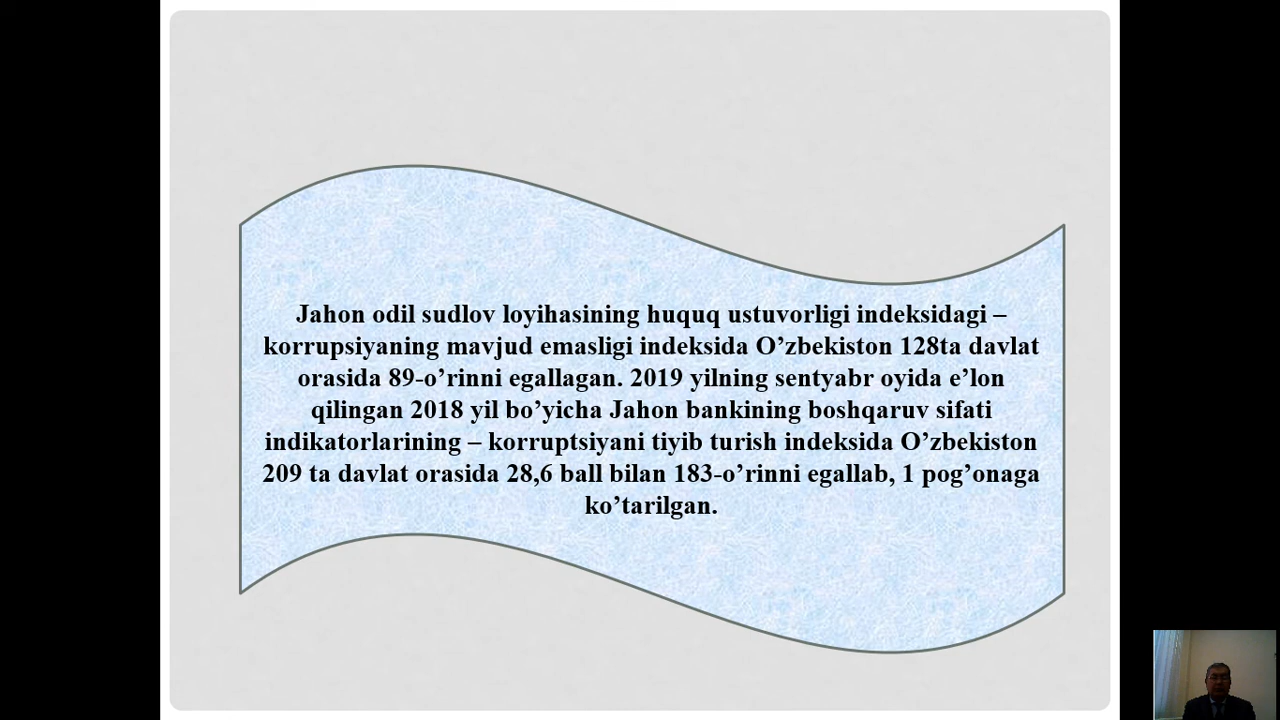 Jahon odil sudlov loyihasining huquq ustuvorligi indeksidagi –
korrupsiyaning mavjud emasligi indeksida O’zbekiston 128ta davlat
orasida 89-o’rinni egallagan. 2019 yilning sentyabr oyida e’lon
qilingan 2018 yil bo’yicha Jahon bankining boshqaruv sifati
indikatorlarining – korruptsiyani tiyib turish indeksida O’zbekiston
209 ta davlat orasida 28,6 ball bilan 183-o’rinni egallab, 1 pog’onaga
ko’tarilgan.